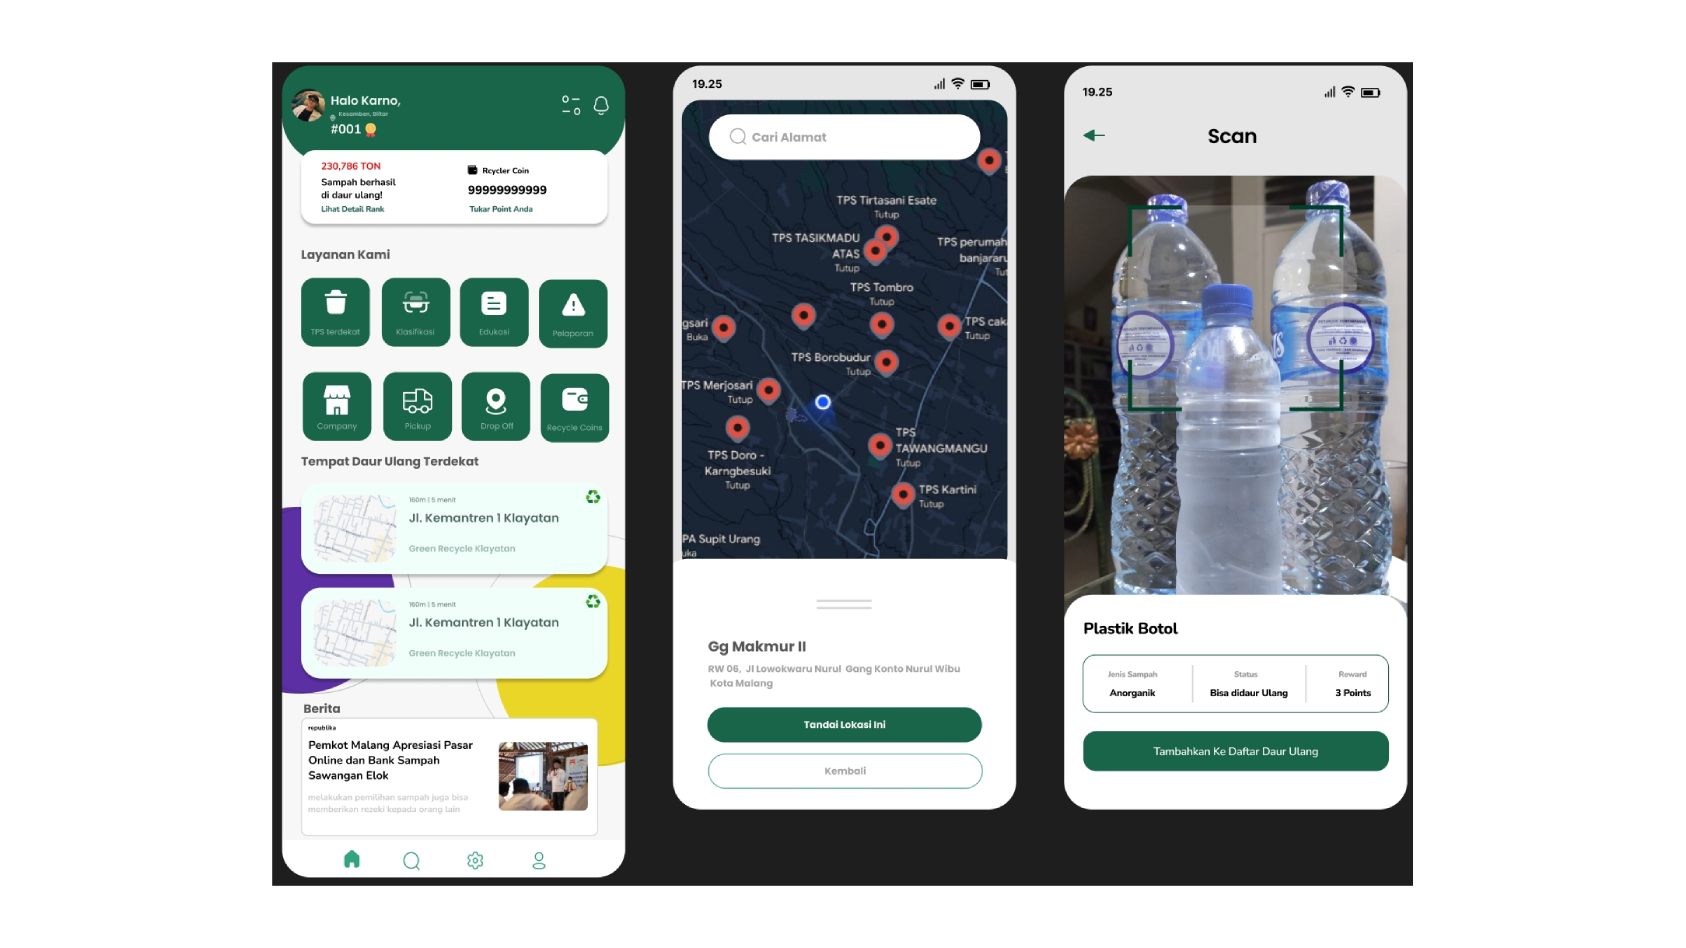 Halo Karno,
Kesamben, Blitar
#001
230,786 TON
Sampah berhasil
di daur ulang!
Lihat Detail Rank
Rcycler Coin
99999999999
Tukar Point Anda
Layanan Kami
TPS terdekat
Klasifikasi
Edukasi
Pelaporan
Company
Pickup
Drop Off
Recycle Coins
Tempat Daur Ulang Terdekat
160m | 5 menit
Jl. Kemantren 1 Klayatan
Green Recycle Klayatan
160m | 5 menit
Jl. Kemantren 1 Klayatan
Green Recycle Klayatan
Berita
republika
Pemkot Malang Apresiasi Pasar
Online dan Bank Sampah
Sawangan Elok
melakukan pemilihan sampah juga bisa
memberikan rezeki kepada orang lain
19.25
Cari Alamat
TPS Tirtasani Esate
Tutup
TPS TASIKMADU
ATAS
Tutup
TPS perumah
banjararu
Tut
TPS Tombro
Tutup
gsari
Buka
TPS cak
Tutup
TPS Borobudur
Tutup
TPS Merjosari
Tutup
TPS
TAWANGMANGU
Tutup
TPS Doro -
Karngbesuki
Tutup
TPS Kartini
Tutup
PA Supit Urang
uka
Gg Makmur II
RW 06, Jl Lowokwaru Nurul Gang Konto Nurul Wibu
Kota Malang
Tandai Lokasi Ini
Kembali
19.25
Scan
Plastik Botol
Jenis Sampah
Anorganik
Status
Bisa didaur Ulang
Reward
3 Points
Tambahkan Ke Daftar Daur Ulang